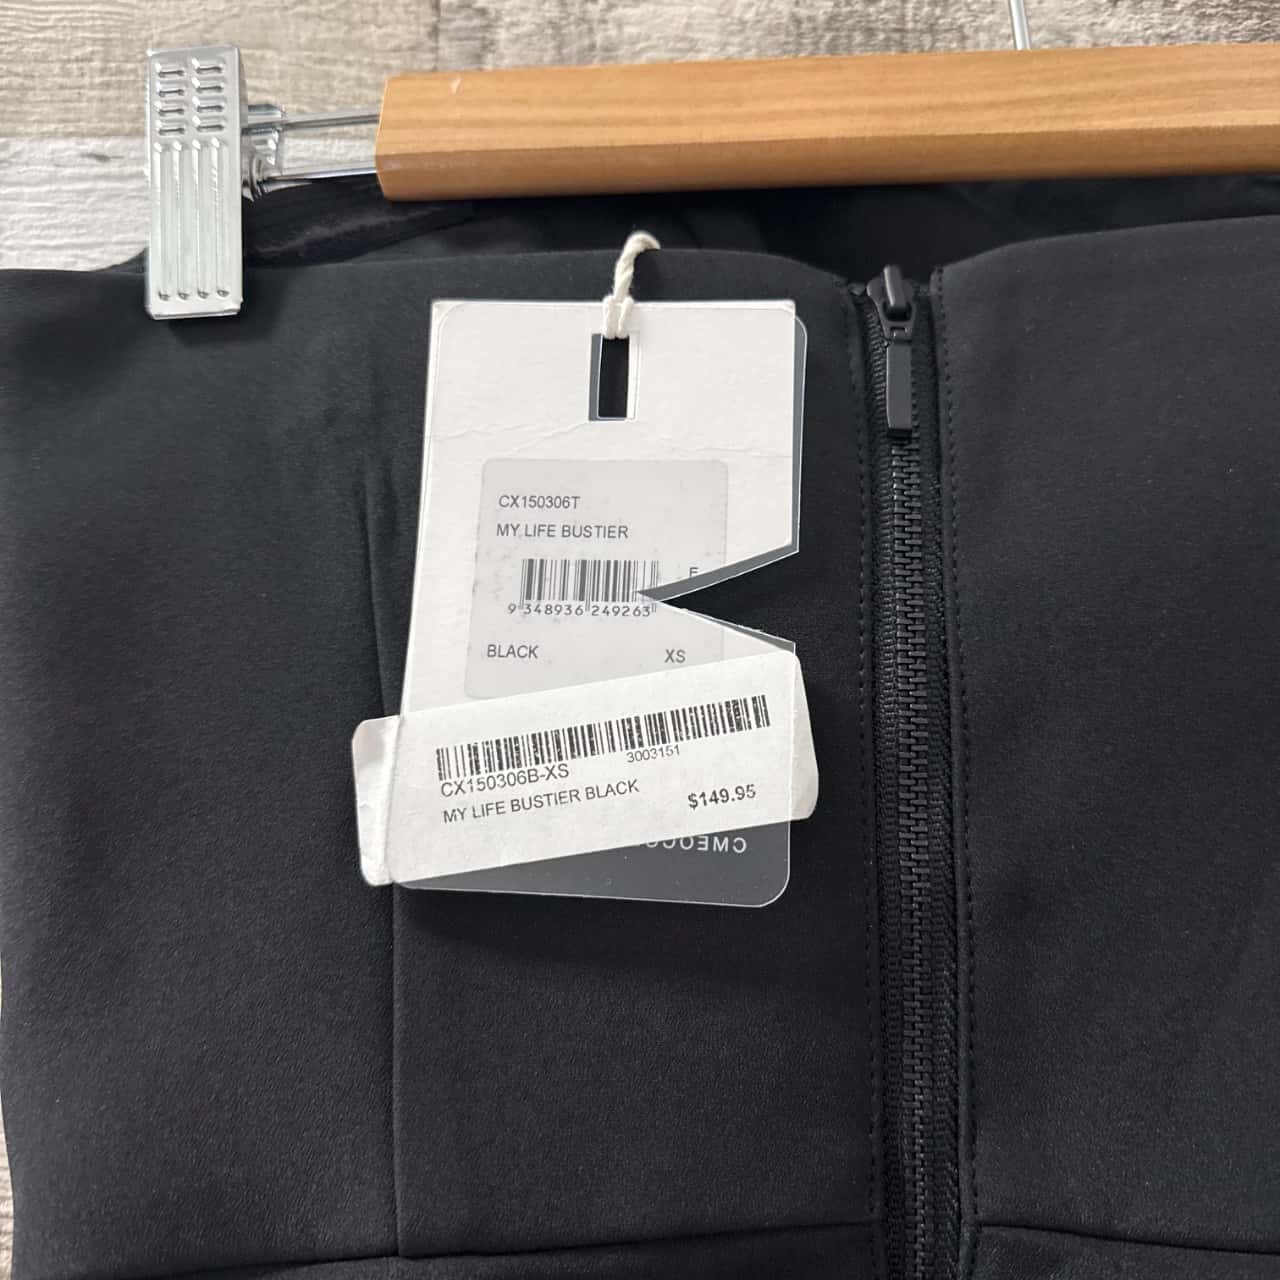 CX150306T
MY LIFE BUSTIER
E
9 348936 249263
BLACK XS
3003151
CX150306B-XS
MY LIFE BUSTIER BLACK $149.95